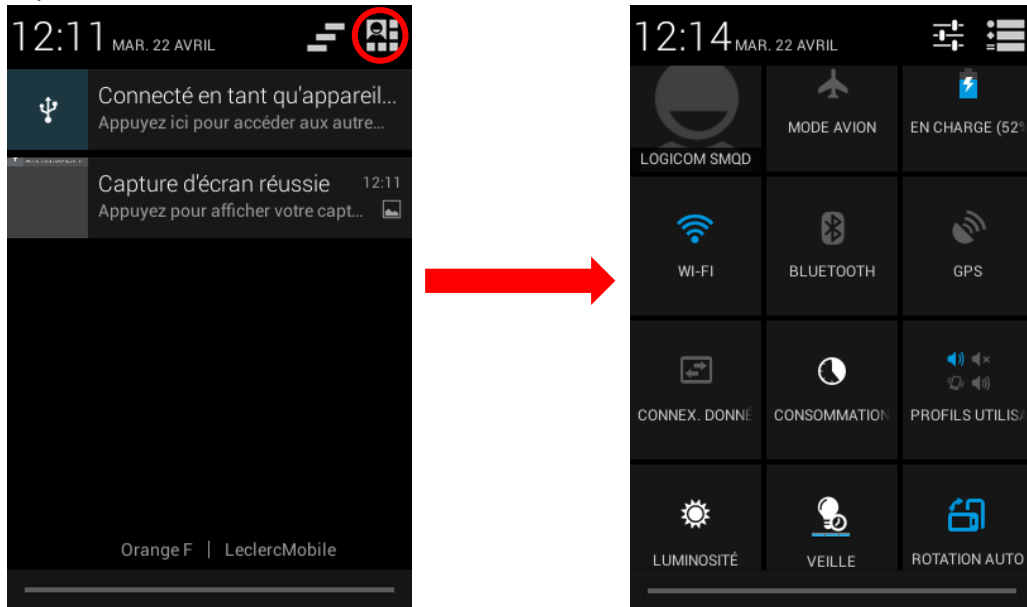 12:11 MAR. 22 AVRIL
Connecté en tant qu'appareil...
Appuyez ici pour accéder aux autre...
Capture d'écran réussie 12:11
Appuyez pour afficher votre capt...
Orange F | LeclercMobile
12:14 MAR. 22 AVRIL
LOGICOM SMQD
MODE AVION
EN CHARGE (52%
WI-FI
BLUETOOTH
GPS
CONNEX. DONNÉ
CONSOMMATION
PROFILS UTILISA
LUMINOSITÉ
VEILLE
ROTATION AUTO